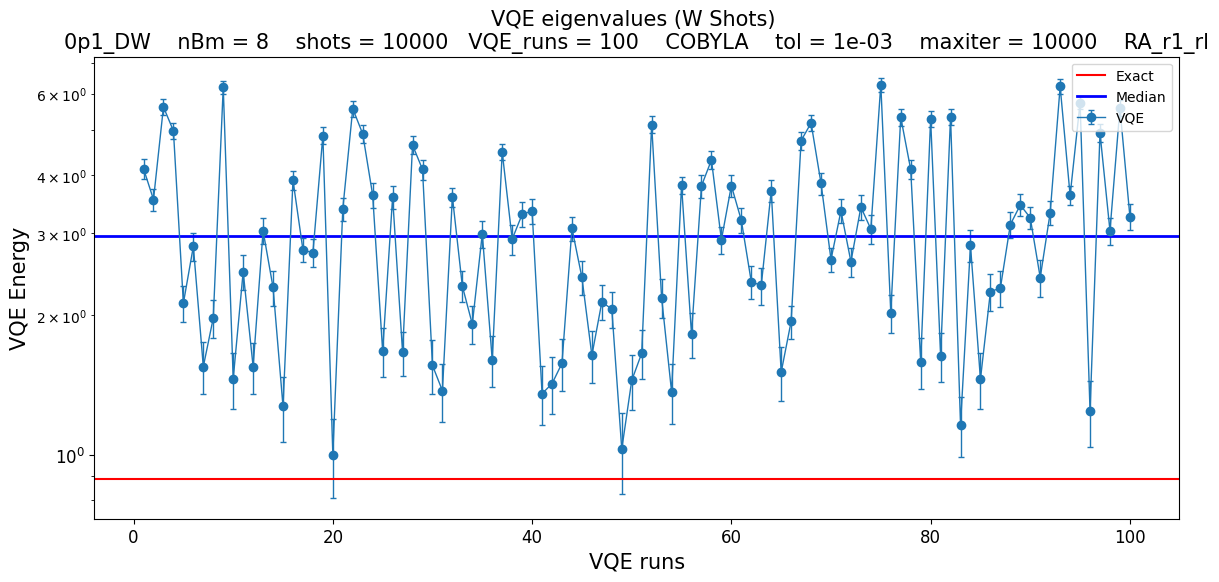 VQE eigenvalues (W Shots)
0p1_DW nBm = 8 shots = 10000 VQE_runs = 100 COBYLA tol = 1e-03 maxiter = 10000 RA_r1_rl
Exact
Median
VQE
6 × 10⁰
4 × 10⁰
3 × 10⁰
2 × 10⁰
10⁰
VQE Energy
0 20 40 60 80 100
VQE runs